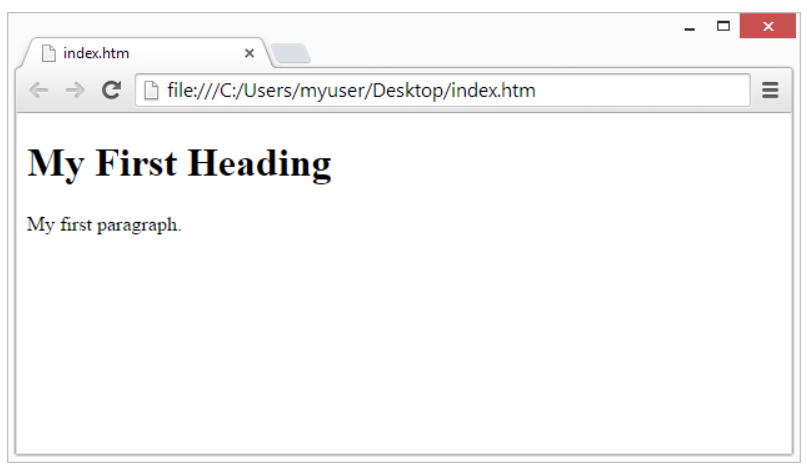 index.htm
file:///C:/Users/myuser/Desktop/index.htm
My First Heading
My first paragraph.